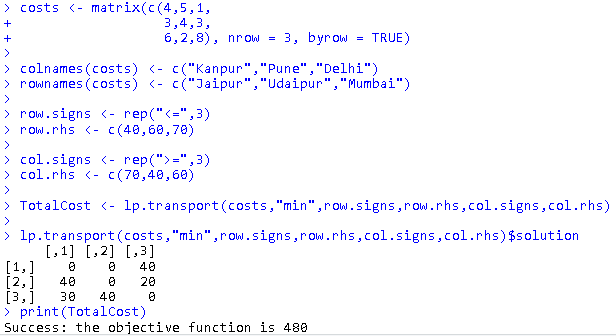 > costs <- matrix(c(4,5,1,
+                   3,4,3,
+                   6,2,8), nrow = 3, byrow = TRUE)
>
> colnames(costs) <- c("Kanpur","Pune","Delhi")
> rownames(costs) <- c("Jaipur","Udaipur","Mumbai")
>
> row.signs <- rep("<=",3)
> row.rhs <- c(40,60,70)
>
> col.signs <- rep(">=",3)
> col.rhs <- c(70,40,60)
>
> TotalCost <- lp.transport(costs,"min",row.signs,row.rhs,col.signs,col.rhs)
>
> lp.transport(costs,"min",row.signs,row.rhs,col.signs,col.rhs)$solution
     [,1] [,2] [,3]
[1,]    0    0   40
[2,]   40    0   20
[3,]   30   40    0
> print(TotalCost)
Success: the objective function is 480